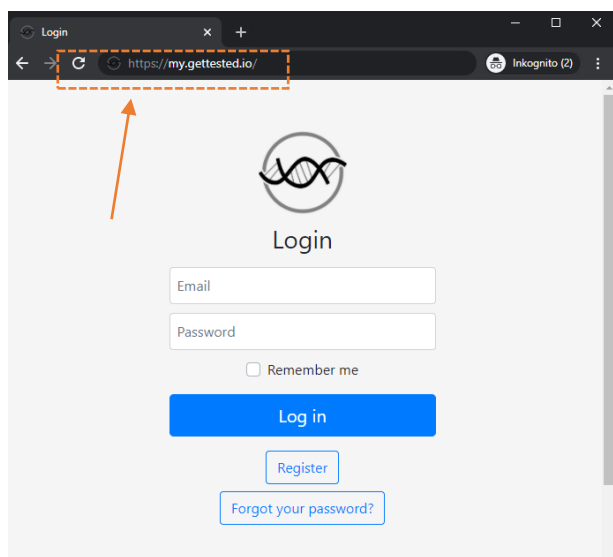 Login
https://my.gettested.io/
Inkognito (2)
Login
Email
Password
Remember me
Log in
Register
Forgot your password?